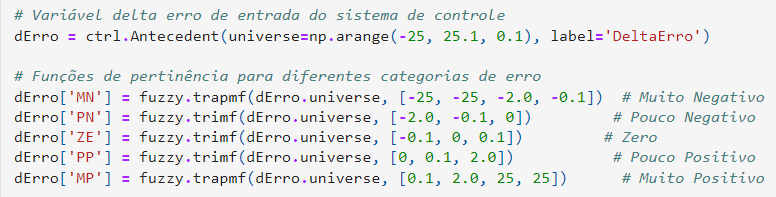 # Variável delta erro de entrada do sistema de controle
dErro = ctrl.Antecedent(universe=np.arange(-25, 25.1, 0.1), label='DeltaErro')
# Funções de pertinência para diferentes categorias de erro
dErro['MN'] = fuzzy.trapmf(dErro.universe, [-25, -25, -2.0, -0.1])  # Muito Negativo
dErro['PN'] = fuzzy.trimf(dErro.universe, [-2.0, -0.1, 0])         # Pouco Negativo
dErro['ZE'] = fuzzy.trimf(dErro.universe, [-0.1, 0, 0.1])         # Zero
dErro['PP'] = fuzzy.trimf(dErro.universe, [0, 0.1, 2.0])           # Pouco Positivo
dErro['MP'] = fuzzy.trapmf(dErro.universe, [0.1, 2.0, 25, 25])      # Muito Positivo